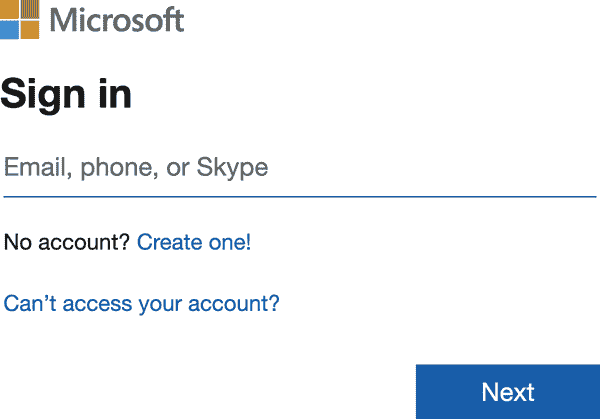 Microsoft
Sign in
Email, phone, or Skype
No account? Create one!
Can’t access your account?
Next